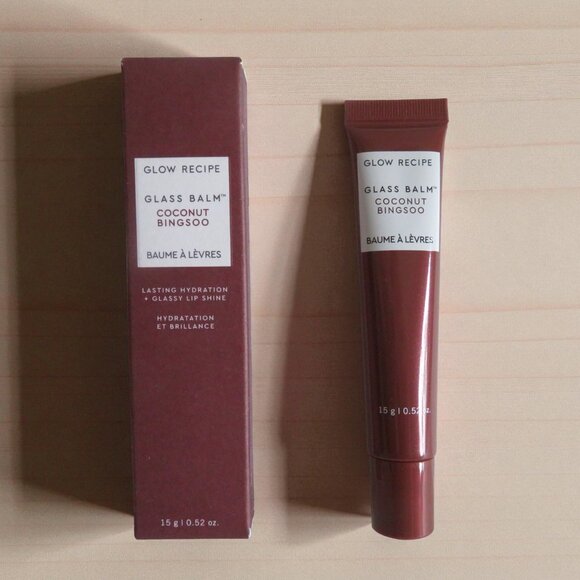 GLOW RECIPE
GLASS BALM™
COCONUT
BINGSOO
BAUME À LÈVRES
LASTING HYDRATION
+ GLASSY LIP SHINE
HYDRATATION
ET BRILLANCE
15 g | 0.52 oz.
GLOW RECIPE
GLASS BALM™
COCONUT
BINGSOO
BAUME À LÈVRES
15 g | 0.52 oz.